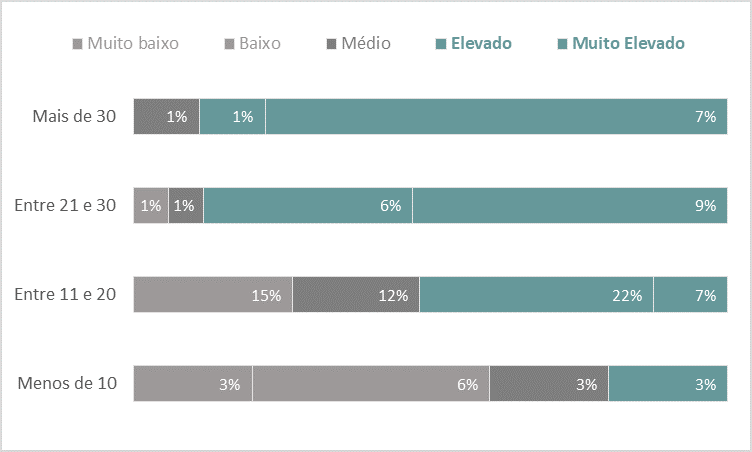 Muito baixo Baixo Médio Elevado Muito Elevado
Mais de 30 1% 1% 7%
Entre 21 e 30 1% 1% 6% 9%
Entre 11 e 20 15% 12% 22% 7%
Menos de 10 3% 6% 3% 3%